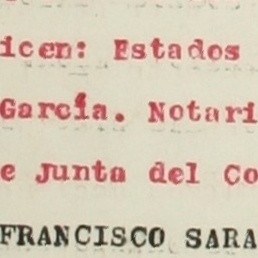 icen: Estados
García. Notari
e Junta del Co
FRANCISCO SARA